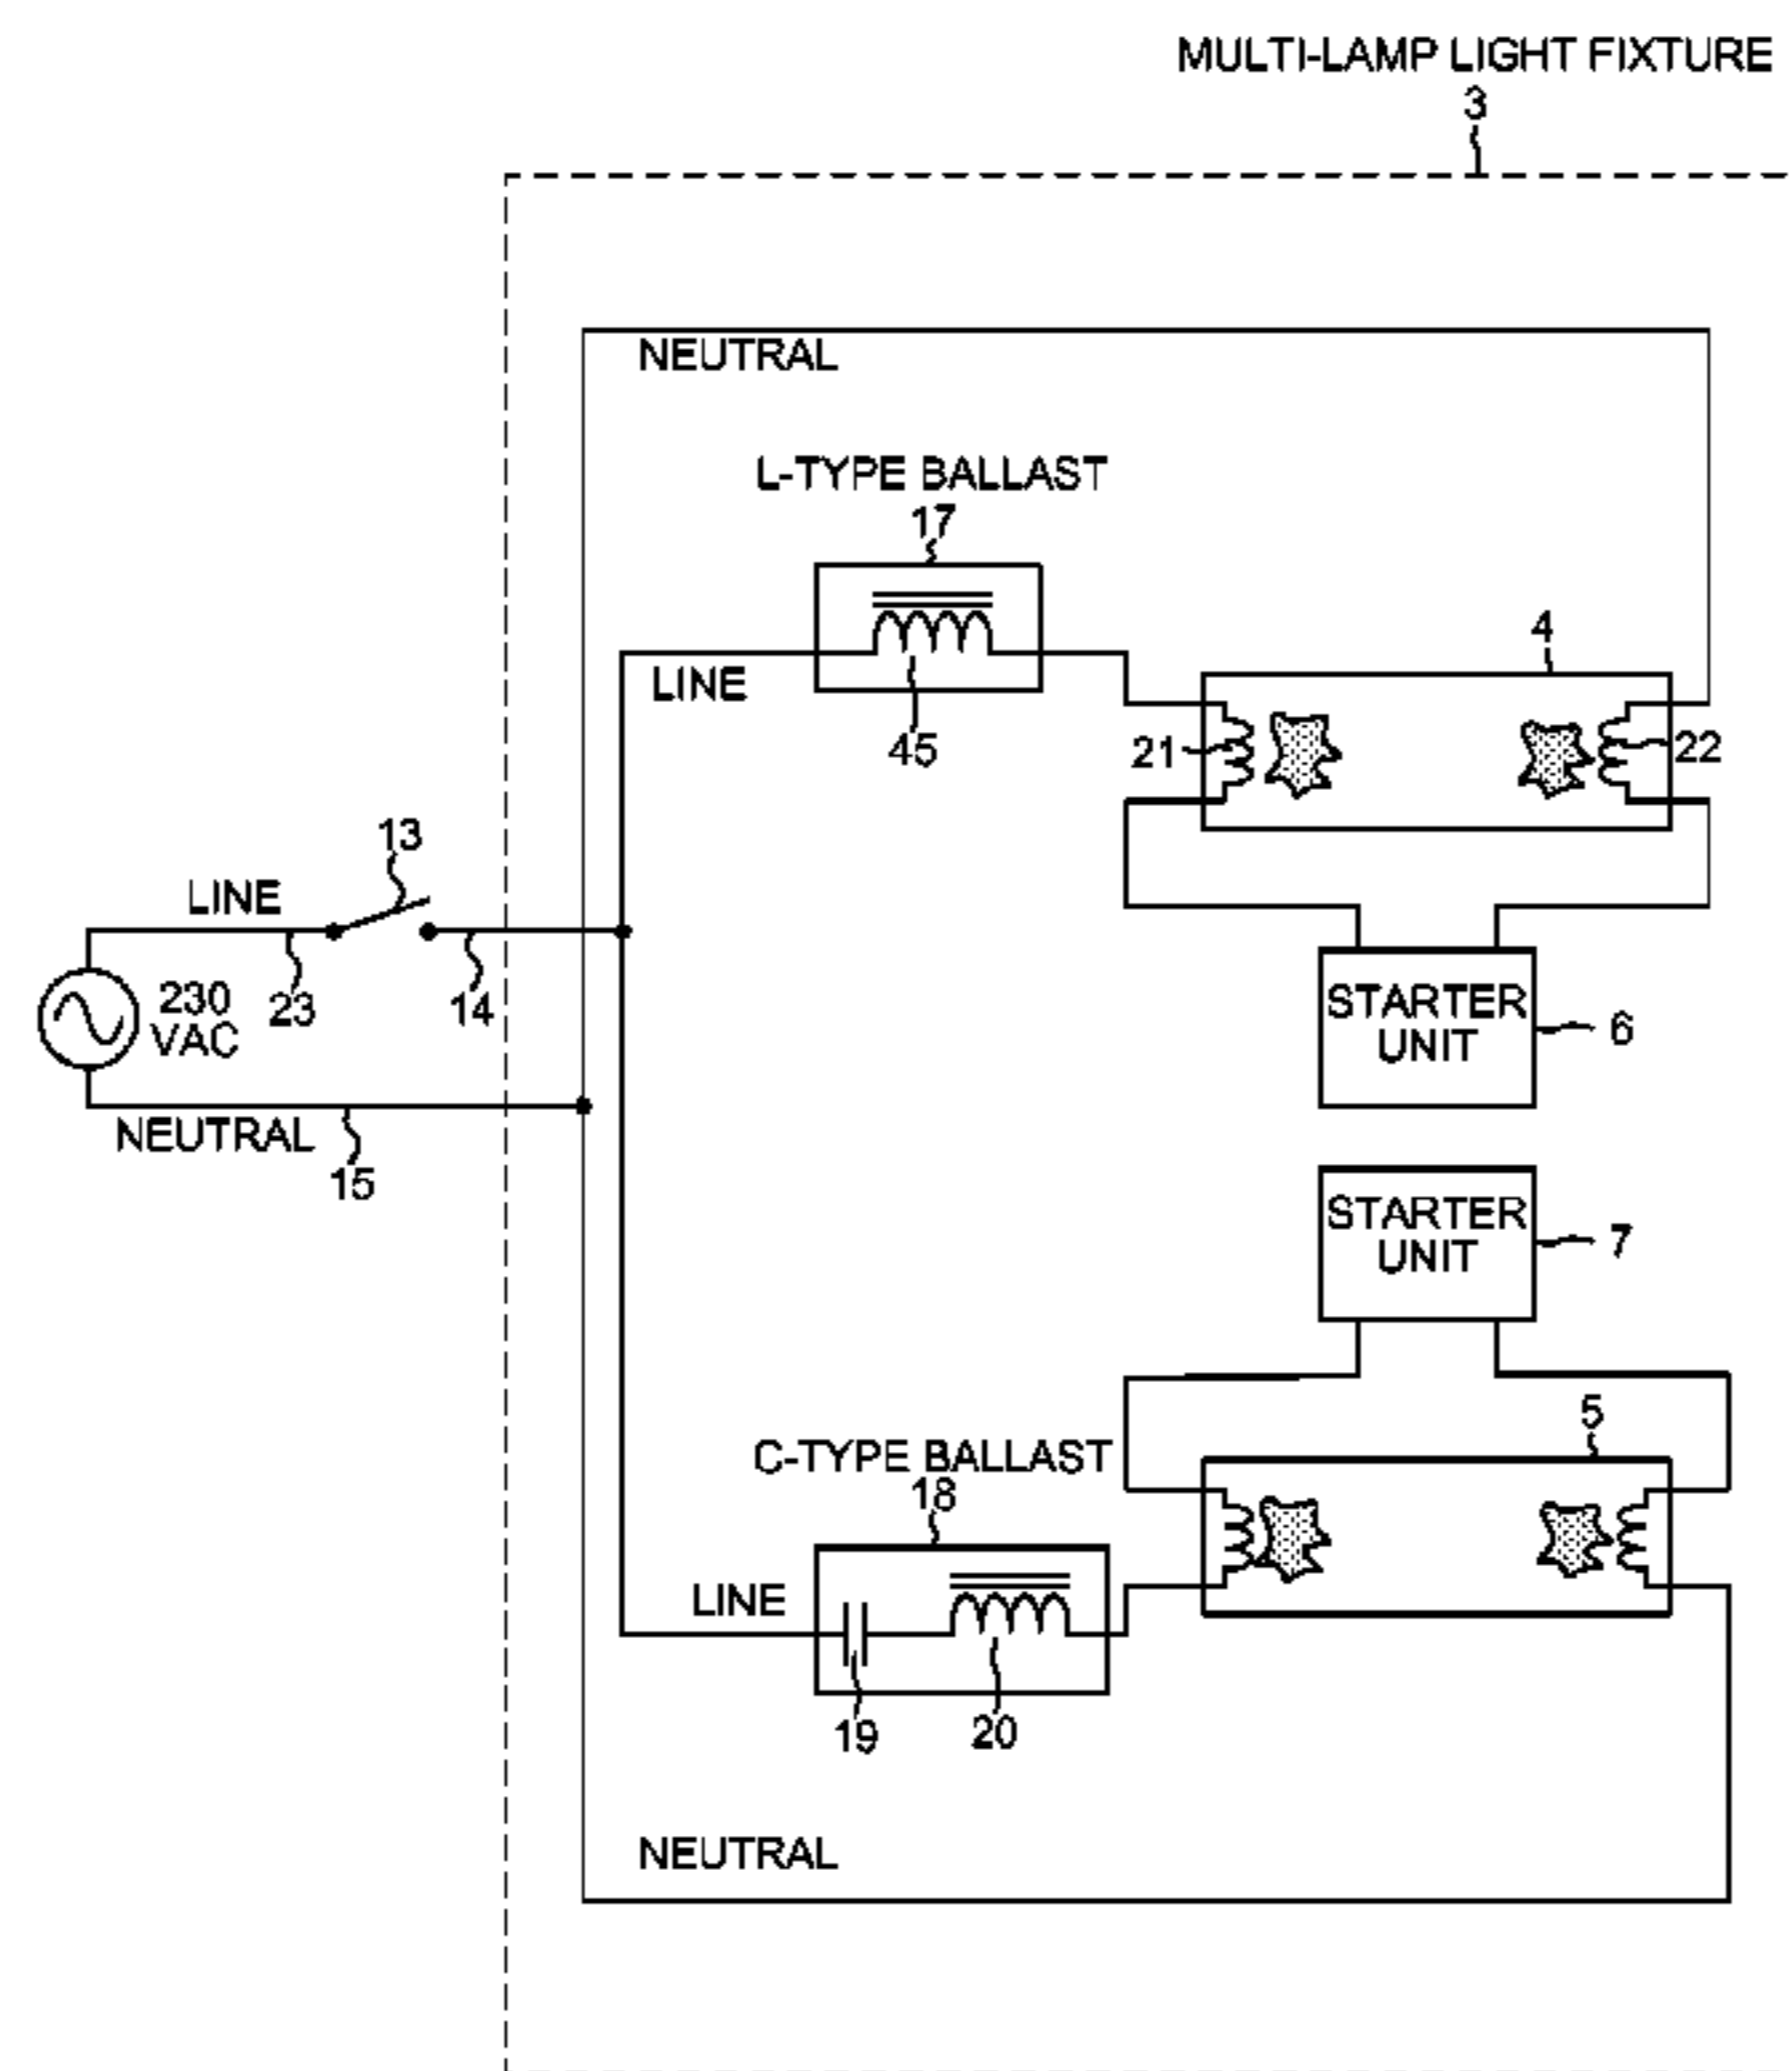 MULTI-LAMP LIGHT FIXTURE
3
NEUTRAL
L-TYPE BALLAST
17
4
LINE
45
21
22
13
LINE
230
VAC
23
14
STARTER
UNIT
6
NEUTRAL
15
STARTER
UNIT
7
5
C-TYPE BALLAST
18
LINE
19
20
NEUTRAL